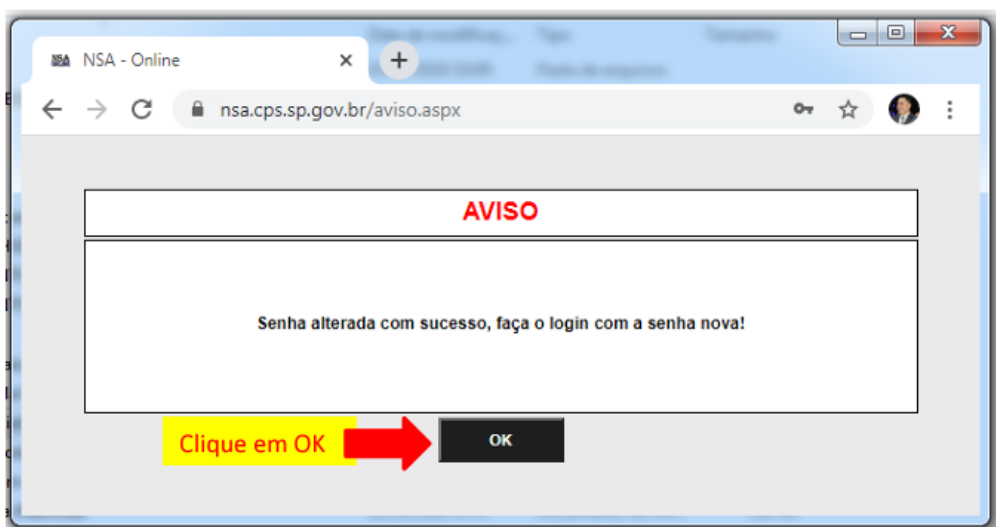 NSA NSA - Online
nsa.cps.sp.gov.br/aviso.aspx
AVISO
Senha alterada com sucesso, faça o login com a senha nova!
Clique em OK
OK